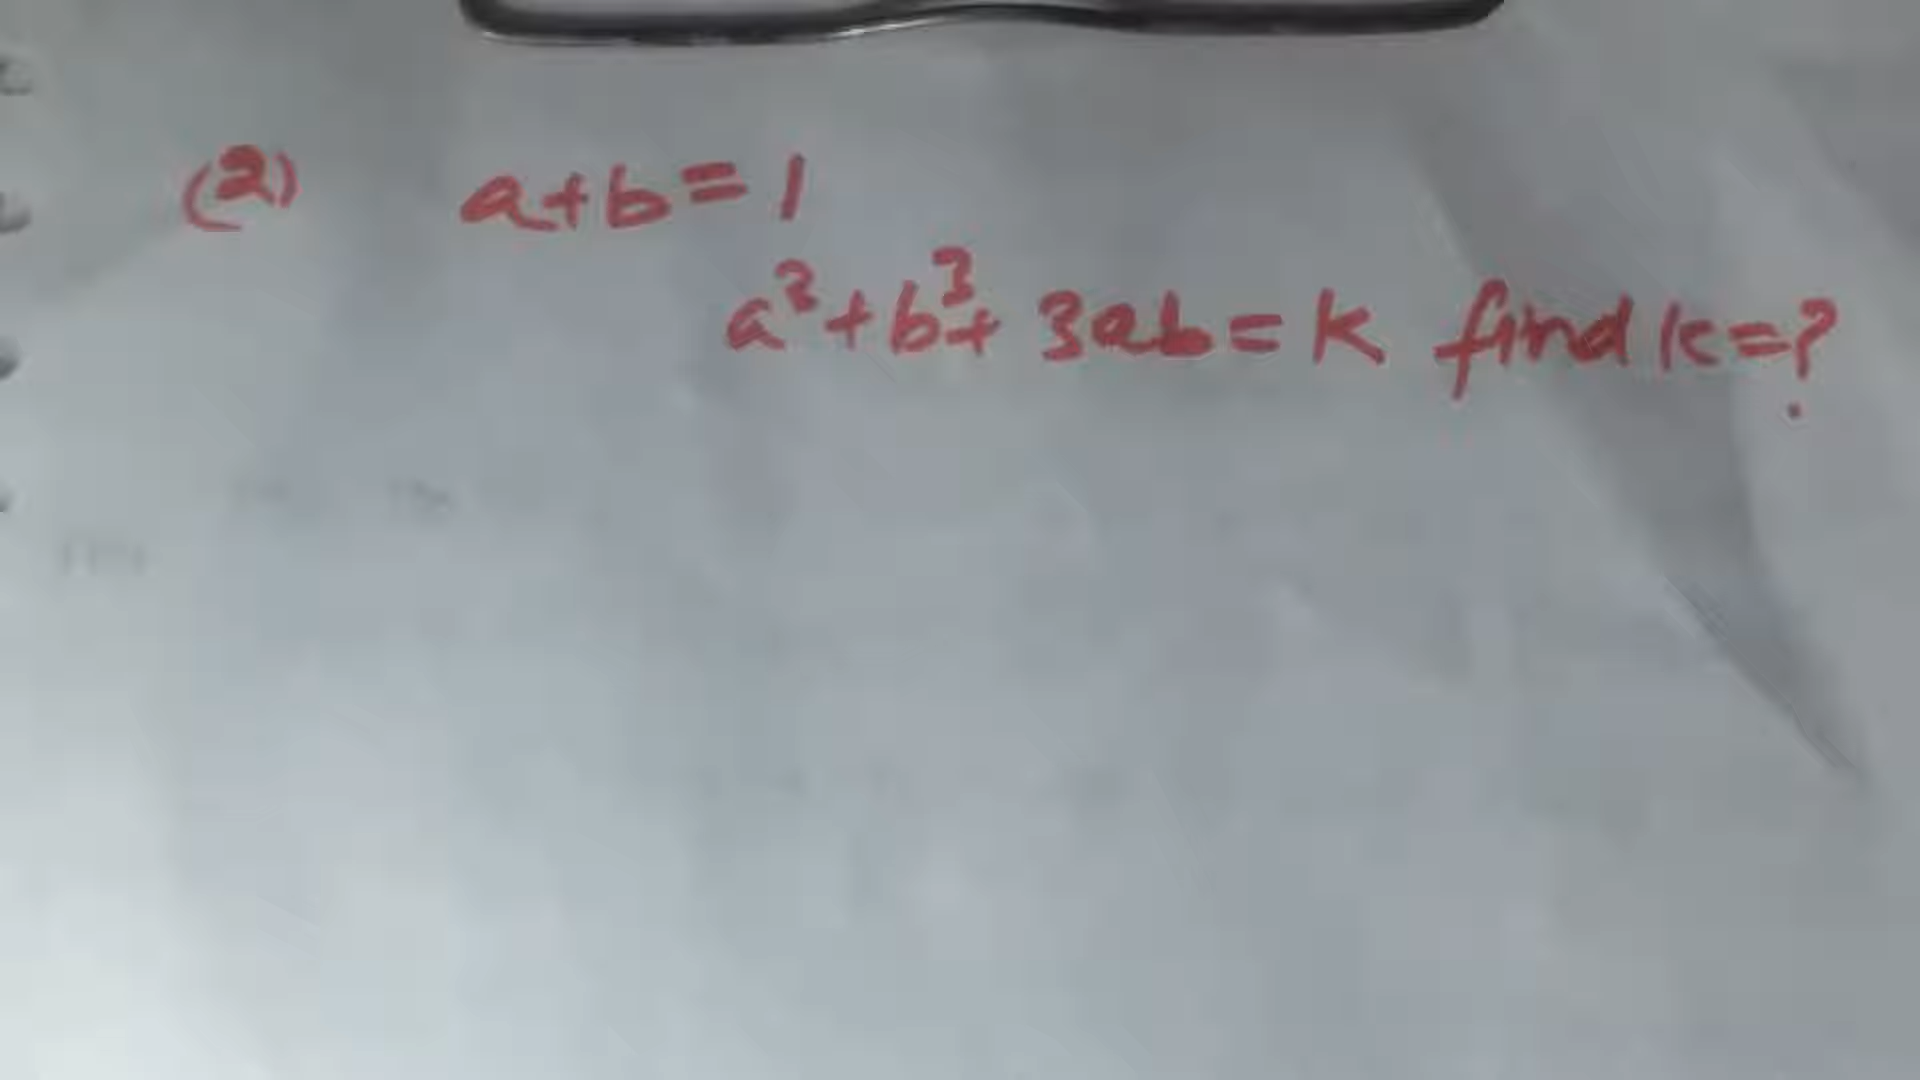 (2) a+b=1
a³+b³+ 3ab=k find k=?